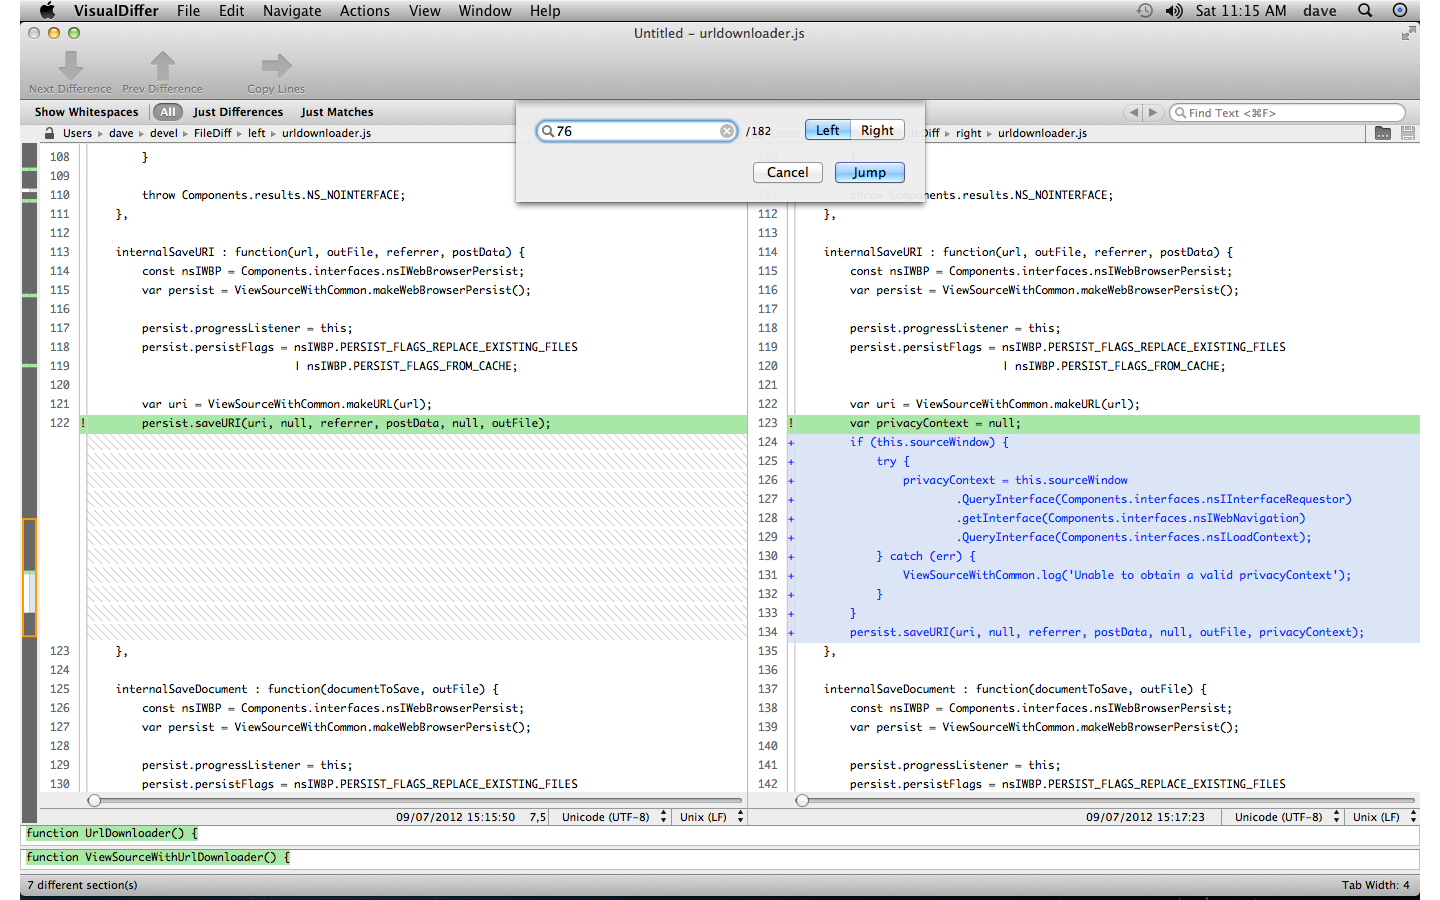 VisualDiffer File Edit Navigate Actions View Window Help Sat 11:15 AM dave
Untitled – urldownloader.js
Next Difference Prev Difference Copy Lines
Show Whitespaces All Just Differences Just Matches Find Text <⌘F>
Users ▸ dave ▸ devel ▸ FileDiff ▸ left ▸ urldownloader.js
▸ right ▸ urldownloader.js
76 /182 Left Right
Cancel Jump
108 }
109
110 throw Components.results.NS_NOINTERFACE;
111 },
112
113 internalSaveURI : function(url, outFile, referrer, postData) {
114 const nsIWBP = Components.interfaces.nsIWebBrowserPersist;
115 var persist = ViewSourceWithCommon.makeWebBrowserPersist();
116
117 persist.progressListener = this;
118 persist.persistFlags = nsIWBP.PERSIST_FLAGS_REPLACE_EXISTING_FILES
119 | nsIWBP.PERSIST_FLAGS_FROM_CACHE;
120
121 var uri = ViewSourceWithCommon.makeURL(url);
122 ! persist.saveURI(uri, null, referrer, postData, null, outFile);
123 },
124
125 internalSaveDocument : function(documentToSave, outFile) {
126 const nsIWBP = Components.interfaces.nsIWebBrowserPersist;
127 var persist = ViewSourceWithCommon.makeWebBrowserPersist();
128
129 persist.progressListener = this;
130 persist.persistFlags = nsIWBP.PERSIST_FLAGS_REPLACE_EXISTING_FILES
throw Components.results.NS_NOINTERFACE;
112 },
113
114 internalSaveURI : function(url, outFile, referrer, postData) {
115 const nsIWBP = Components.interfaces.nsIWebBrowserPersist;
116 var persist = ViewSourceWithCommon.makeWebBrowserPersist();
117
118 persist.progressListener = this;
119 persist.persistFlags = nsIWBP.PERSIST_FLAGS_REPLACE_EXISTING_FILES
120 | nsIWBP.PERSIST_FLAGS_FROM_CACHE;
121
122 var uri = ViewSourceWithCommon.makeURL(url);
123 ! var privacyContext = null;
124 + if (this.sourceWindow) {
125 + try {
126 + privacyContext = this.sourceWindow
127 + .QueryInterface(Components.interfaces.nsIInterfaceRequestor)
128 + .getInterface(Components.interfaces.nsIWebNavigation)
129 + .QueryInterface(Components.interfaces.nsILoadContext);
130 + } catch (err) {
131 + ViewSourceWithCommon.log('Unable to obtain a valid privacyContext');
132 + }
133 + }
134 + persist.saveURI(uri, null, referrer, postData, null, outFile, privacyContext);
135 },
136
137 internalSaveDocument : function(documentToSave, outFile) {
138 const nsIWBP = Components.interfaces.nsIWebBrowserPersist;
139 var persist = ViewSourceWithCommon.makeWebBrowserPersist();
140
141 persist.progressListener = this;
142 persist.persistFlags = nsIWBP.PERSIST_FLAGS_REPLACE_EXISTING_FILES
09/07/2012 15:15:50 7,5 Unicode (UTF-8) Unix (LF)
09/07/2012 15:17:23 Unicode (UTF-8) Unix (LF)
function UrlDownloader() {
function ViewSourceWithUrlDownloader() {
7 different section(s) Tab Width: 4